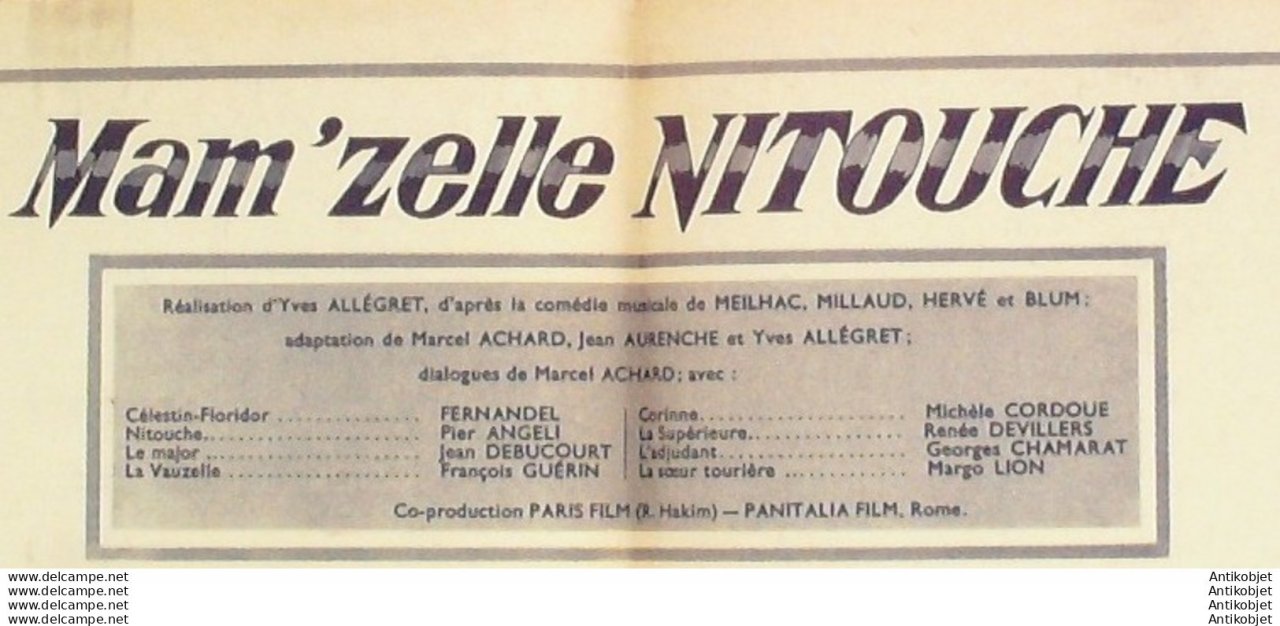 Mam'zelle NITOUCHE
Réalisation d'Yves ALLÉGRET, d'après la comédie musicale de MEILHAC, MILLAUD, HERVÉ et BLUM;
adaptation de Marcel ACHARD, Jean AURENCHE et Yves ALLÉGRET;
dialogues de Marcel ACHARD; avec :
Célestin-Floridor .................. FERNANDEL
Nitouche............................ Pier ANGELI
Le major ........................... Jean DEBUCOURT
La Vauzelle ........................ François GUÉRIN
Corinne............................. Michèle CORDOUE
La Supérieure....................... Renée DEVILLERS
L'adjudant.......................... Georges CHAMARAT
La sœur tourière ................... Margo LION
Co-production PARIS FILM (R. Hakim) — PANITALIA FILM, Rome.
www.delcampe.net
www.delcampe.net
www.delcampe.net
www.delcampe.net
Antikobjet
Antikobjet
Antikobjet
Antikobjet